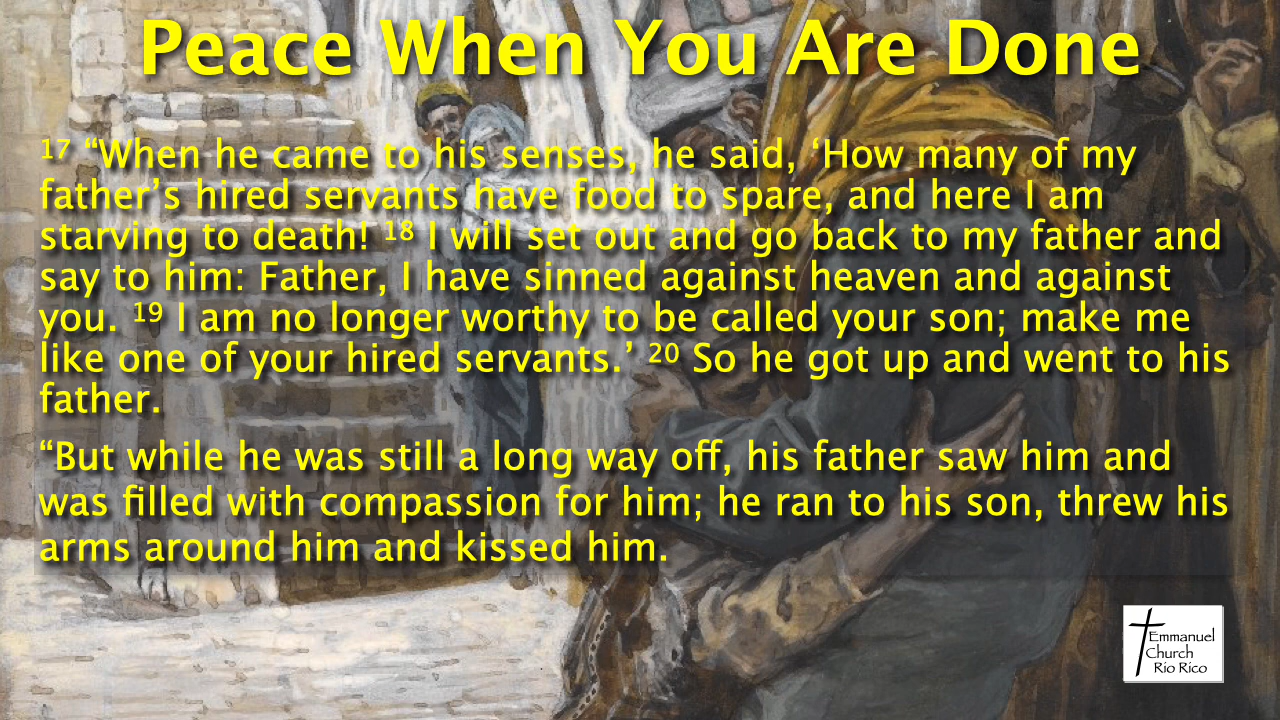 Peace When You Are Done
17 “When he came to his senses, he said, ‘How many of my
father’s hired servants have food to spare, and here I am
starving to death! 18 I will set out and go back to my father and
say to him: Father, I have sinned against heaven and against
you. 19 I am no longer worthy to be called your son; make me
like one of your hired servants.’ 20 So he got up and went to his
father.
“But while he was still a long way off, his father saw him and
was filled with compassion for him; he ran to his son, threw his
arms around him and kissed him.
Emmanuel
Church
Rio Rico